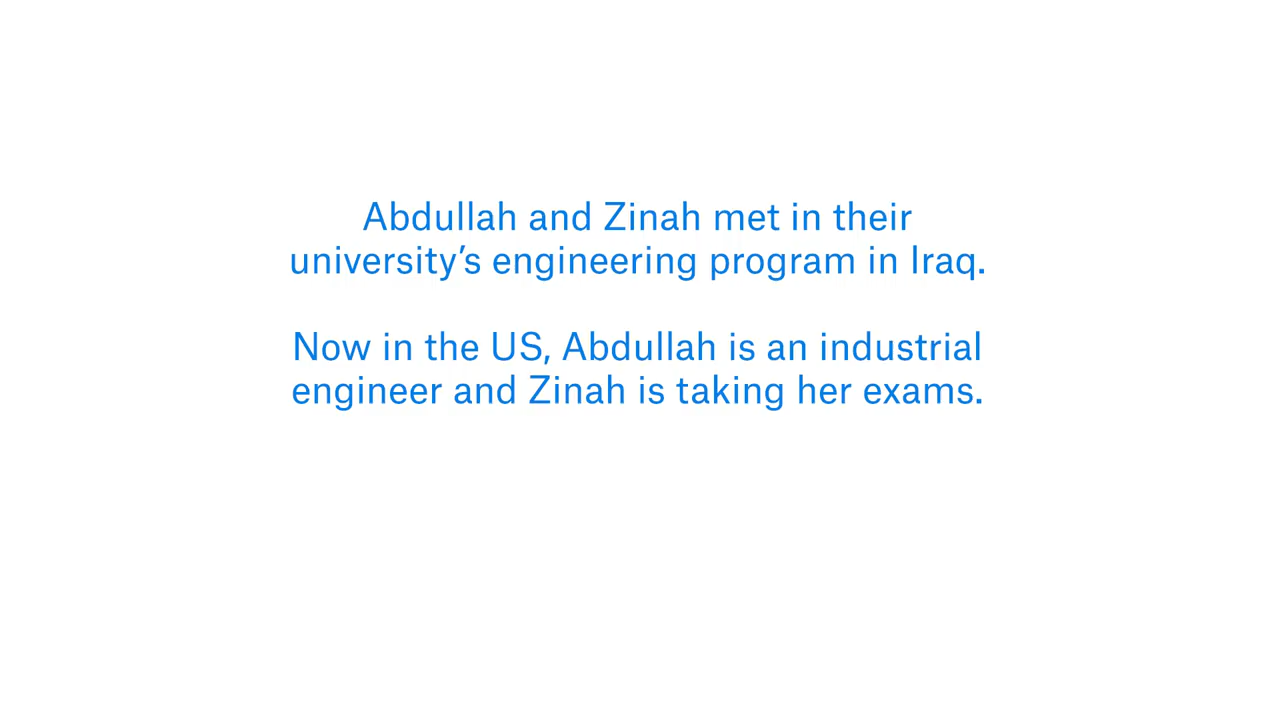 Abdullah and Zinah met in their
university’s engineering program in Iraq.
Now in the US, Abdullah is an industrial
engineer and Zinah is taking her exams.